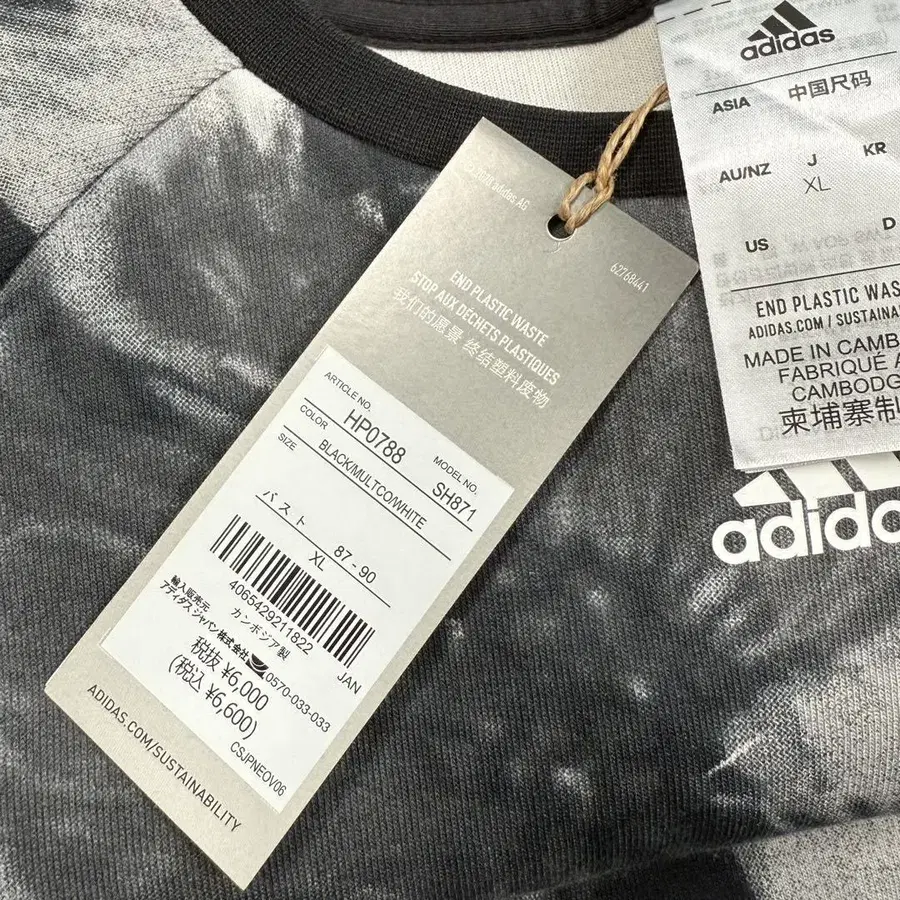 © 2018 adidas AG
62768441
END PLASTIC WASTE
STOP AUX DÉCHETS PLASTIQUES
我们的愿景 终结塑料废物
ARTICLE NO.
HP0788
MODEL NO.
SH871
COLOR
BLACK/MULTCO/WHITE
SIZE
バスト
87 - 90
XL
4065429211822
JAN
カンボジア製
輸入販売元
アディダス ジャパン株式会社
0570-033-033
税抜 ¥6,000
(税込 ¥6,600)
CSJPNEOV06
ADIDAS.COM/SUSTAINABILITY
adidas
ASIA
中国尺码
AU/NZ
J
KR
XL
US
D
END PLASTIC WAS
ADIDAS.COM / SUSTAINA
MADE IN CAMB
FABRIQUÉ A
CAMBODG
柬埔寨制
adidas